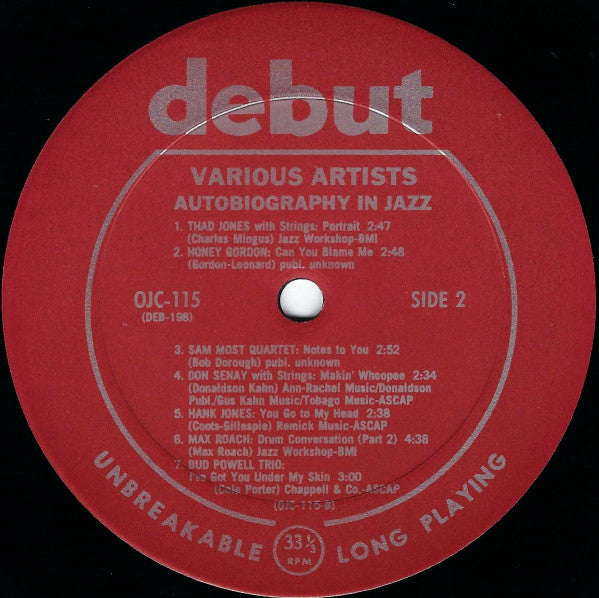 debut
VARIOUS ARTISTS
AUTOBIOGRAPHY IN JAZZ
1. THAD JONES with Strings: Portrait 2:47
(Charles Mingus) Jazz Workshop-BMI
2. HONEY GORDON: Can You Blame Me 2:48
(Gordon-Leonard) publ. unknown
OJC-115
(DEB-198)
SIDE 2
3. SAM MOST QUARTET: Notes to You 2:52
(Bob Dorough) publ. unknown
4. DON SENAY with Strings: Makin' Whoopee 2:34
(Donaldson Kahn) Ann-Rachel Music/Donaldson
Publ./Gus Kahn Music/Tobago Music-ASCAP
5. HANK JONES: You Go to My Head 2:38
(Coots-Gillespie) Remick Music-ASCAP
6. MAX ROACH: Drum Conversation (Part 2) 4:38
(Max Roach) Jazz Workshop-BMI
7. BUD POWELL TRIO:
I've Got You Under My Skin 3:00
(Cole Porter) Chappell & Co.-ASCAP
(OJC-115-B)
UNBREAKABLE
33 1/3
RPM
LONG PLAYING